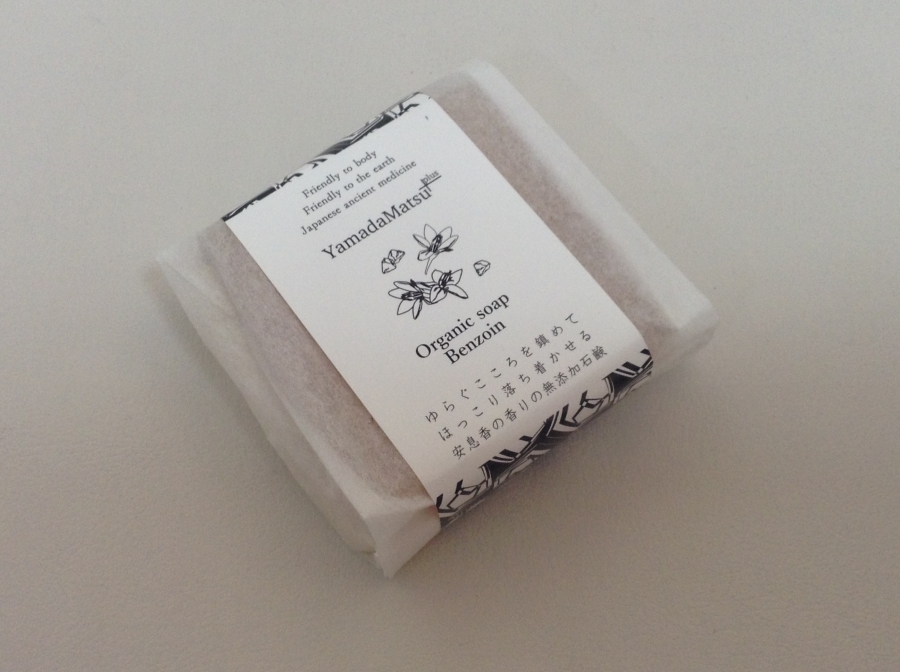 Friendly to body
Friendly to the earth
Japanese ancient medicine
YamadaMatsu plus
Organic soap
Benzoin
ゆらぐこころを鎮めて
ほっこり落ち着かせる
安息香の香りの無添加石鹸